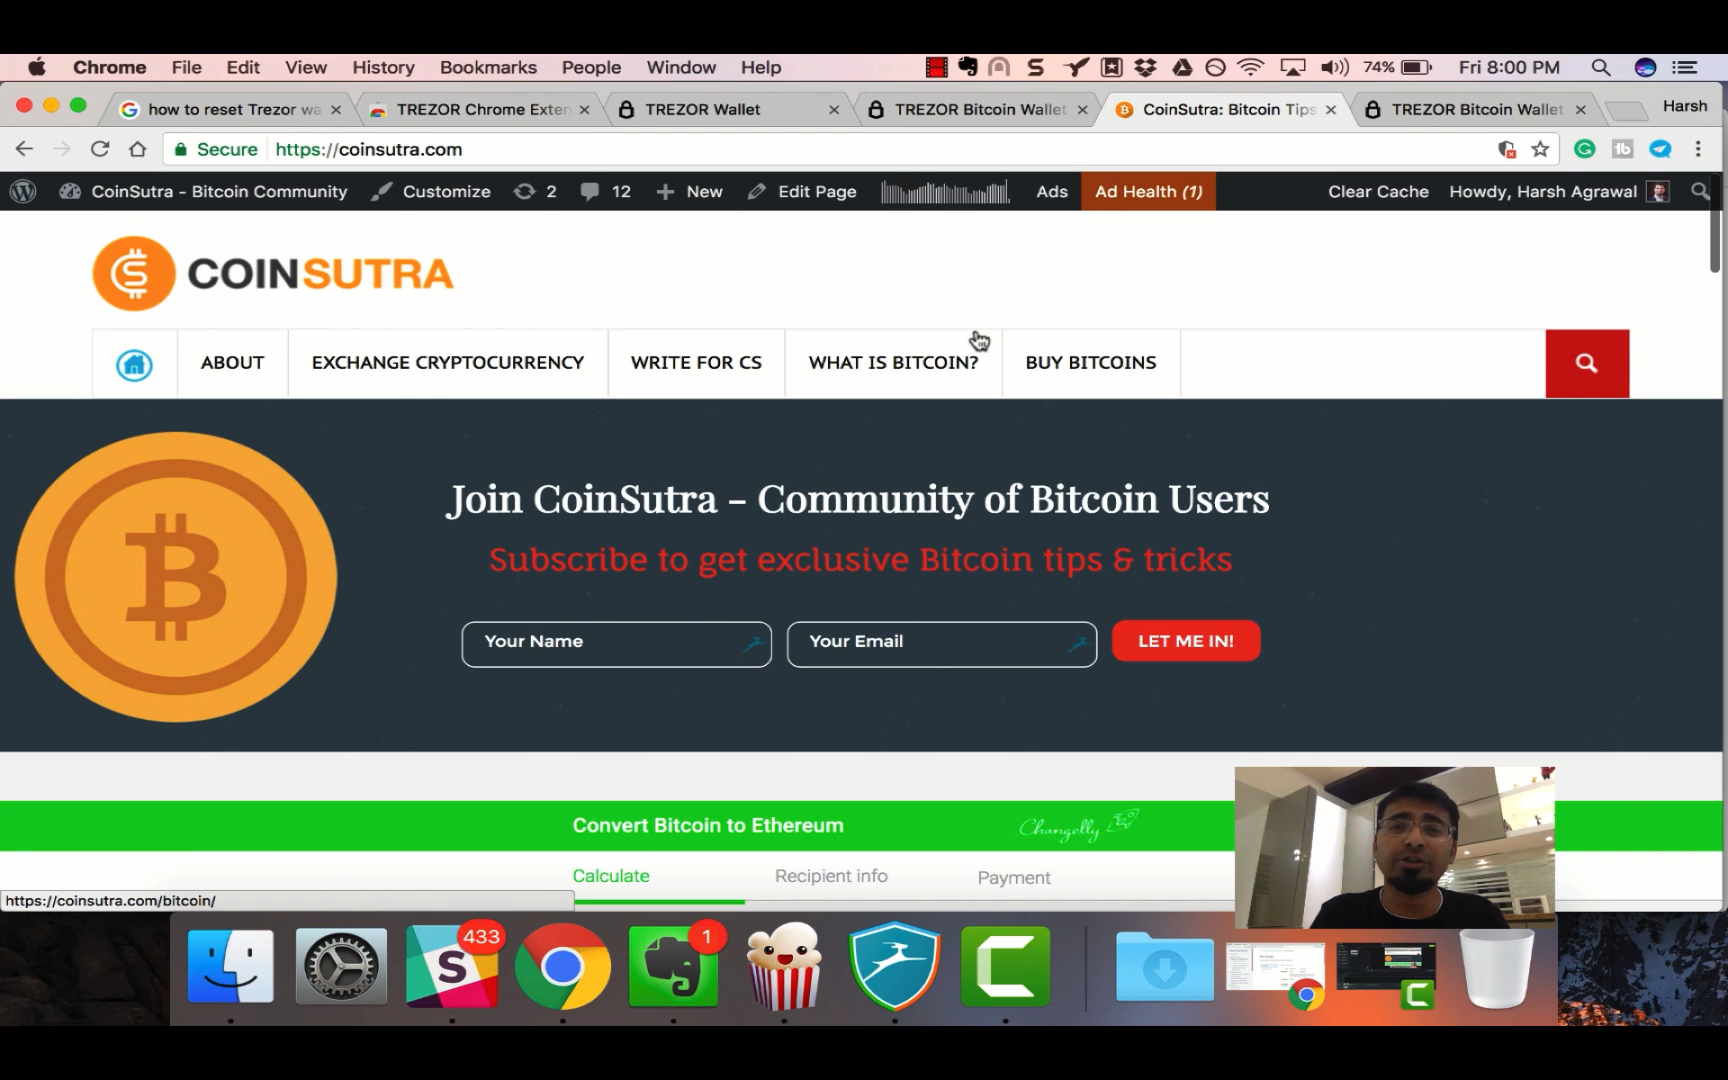 Chrome File Edit View History Bookmarks People Window Help 74% Fri 8:00 PM
how to reset Trezor wa TREZOR Chrome Exten TREZOR Wallet TREZOR Bitcoin Wallet CoinSutra: Bitcoin Tips TREZOR Bitcoin Wallet Harsh
Secure https://coinsutra.com
CoinSutra - Bitcoin Community Customize 2 12 New Edit Page Ads Ad Health (1) Clear Cache Howdy, Harsh Agrawal
COINSUTRA
ABOUT EXCHANGE CRYPTOCURRENCY WRITE FOR CS WHAT IS BITCOIN? BUY BITCOINS
Join CoinSutra – Community of Bitcoin Users
Subscribe to get exclusive Bitcoin tips & tricks
Your Name Your Email LET ME IN!
Convert Bitcoin to Ethereum Changelly
Calculate Recipient info Payment
https://coinsutra.com/bitcoin/
433 1
S